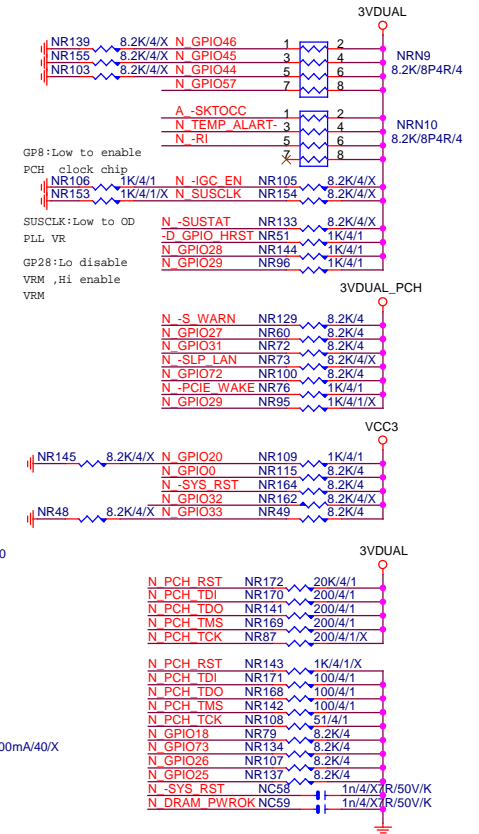 3VDUAL
NR139 8.2K/4/X N_GPIO46 1 2
NR155 8.2K/4/X N_GPIO45 3 4 NRN9
NR103 8.2K/4/X N_GPIO44 5 6 8.2K/8P4R/4
N_GPIO57 7 8
A_-SKTOCC 1 2
N_TEMP_ALART- 3 4 NRN10
N_-RI 5 6 8.2K/8P4R/4
7 8
GP8:Low to enable
PCH clock chip
NR106 1K/4/1 N_-IGC_EN NR105 8.2K/4/X
NR153 1K/4/1/X N_SUSCLK NR154 8.2K/4/X
SUSCLK:Low to OD
PLL VR
N_-SUSTAT NR133 8.2K/4/X
-D_GPIO_HRST NR51 1K/4/1
N_GPIO28 NR144 1K/4/1
N_GPIO29 NR96 1K/4/1
GP28:Lo disable
VRM ,Hi enable
VRM
3VDUAL_PCH
N_-S_WARN NR129 8.2K/4
N_GPIO27 NR60 8.2K/4
N_GPIO31 NR72 8.2K/4
N_-SLP_LAN NR73 8.2K/4/X
N_GPIO72 NR100 8.2K/4
N_-PCIE_WAKE NR76 1K/4/1
N_GPIO29 NR95 1K/4/1/X
VCC3
NR145 8.2K/4/X N_GPIO20 NR109 1K/4/1
N_GPIO0 NR115 8.2K/4
N_-SYS_RST NR164 8.2K/4
N_GPIO32 NR162 8.2K/4/X
NR48 8.2K/4/X N_GPIO33 NR49 8.2K/4
0
3VDUAL
N_PCH_RST NR172 20K/4/1
N_PCH_TDI NR170 200/4/1
N_PCH_TDO NR141 200/4/1
N_PCH_TMS NR169 200/4/1
N_PCH_TCK NR87 200/4/1/X
N_PCH_RST NR143 1K/4/1/X
N_PCH_TDI NR171 100/4/1
N_PCH_TDO NR168 100/4/1
N_PCH_TMS NR142 100/4/1
N_PCH_TCK NR108 51/4/1
N_GPIO18 NR79 8.2K/4
N_GPIO73 NR134 8.2K/4
00mA/40/X
N_GPIO26 NR107 8.2K/4
N_GPIO25 NR137 8.2K/4
N_-SYS_RST NC58 1n/4/X7R/50V/K
N_DRAM_PWROK NC59 1n/4/X7R/50V/K